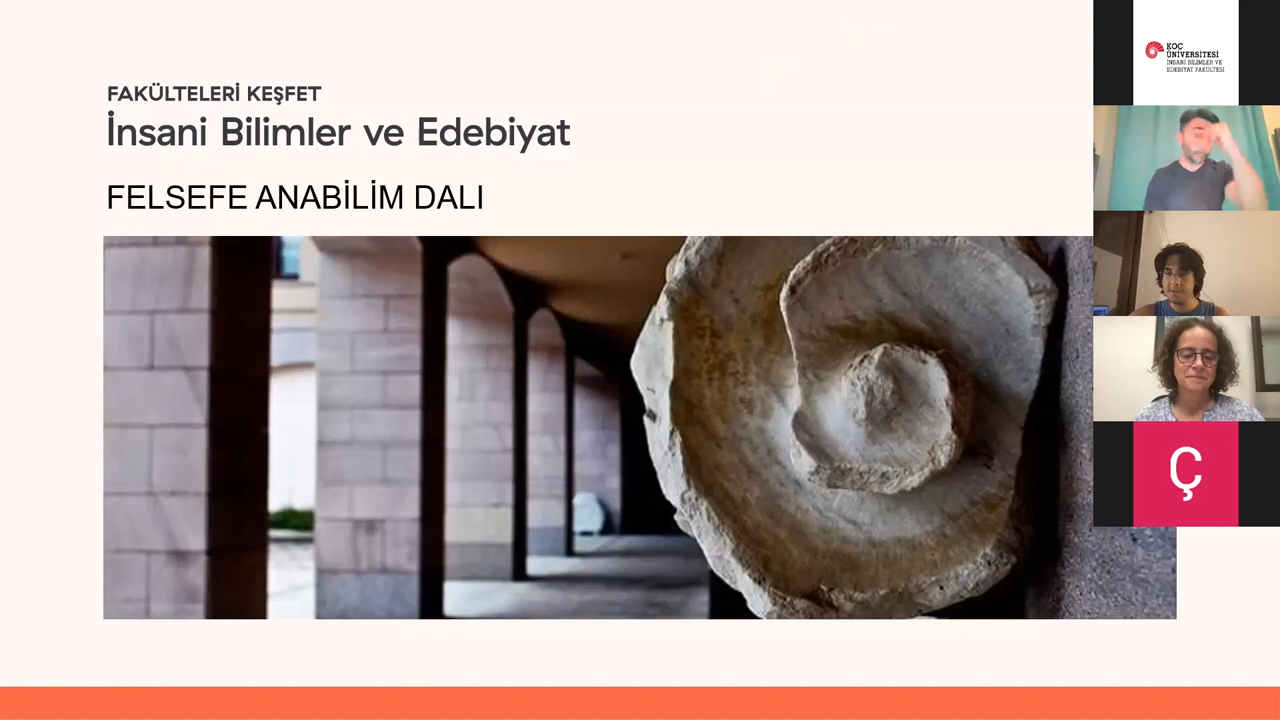 FAKÜLTELERİ KEŞFET
İnsani Bilimler ve Edebiyat
FELSEFE ANABİLİM DALI
KOÇ
ÜNİVERSİTESİ
İNSANİ BİLİMLER VE
EDEBİYAT FAKÜLTESİ
Ç